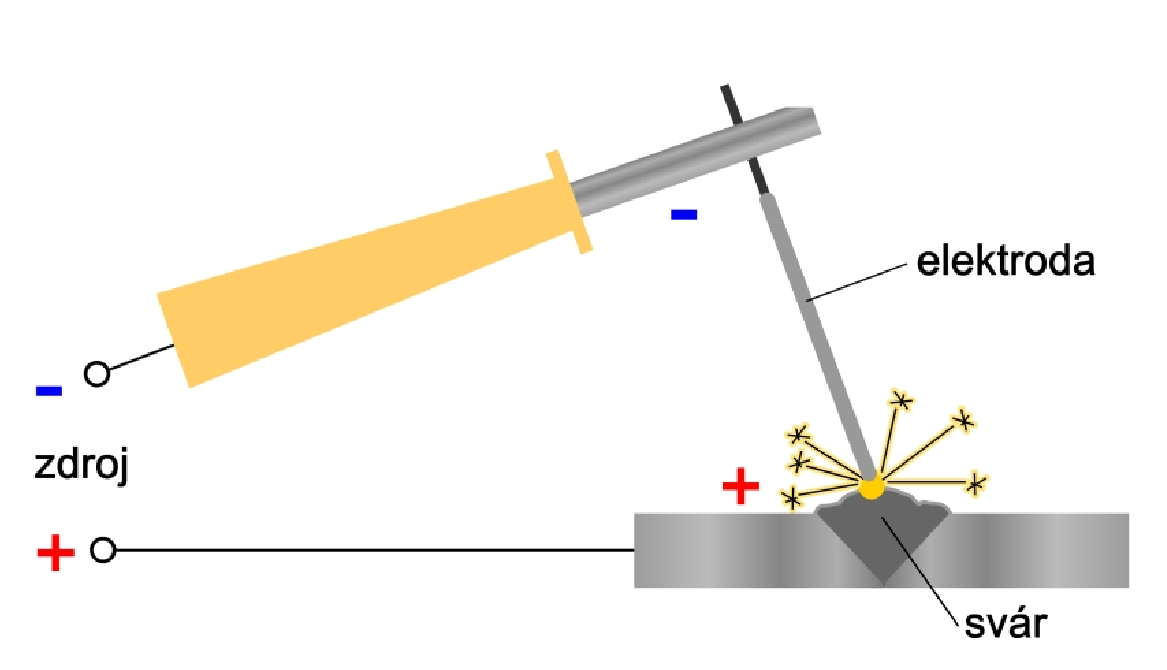 -
elektroda
-
zdroj
+
+
svár